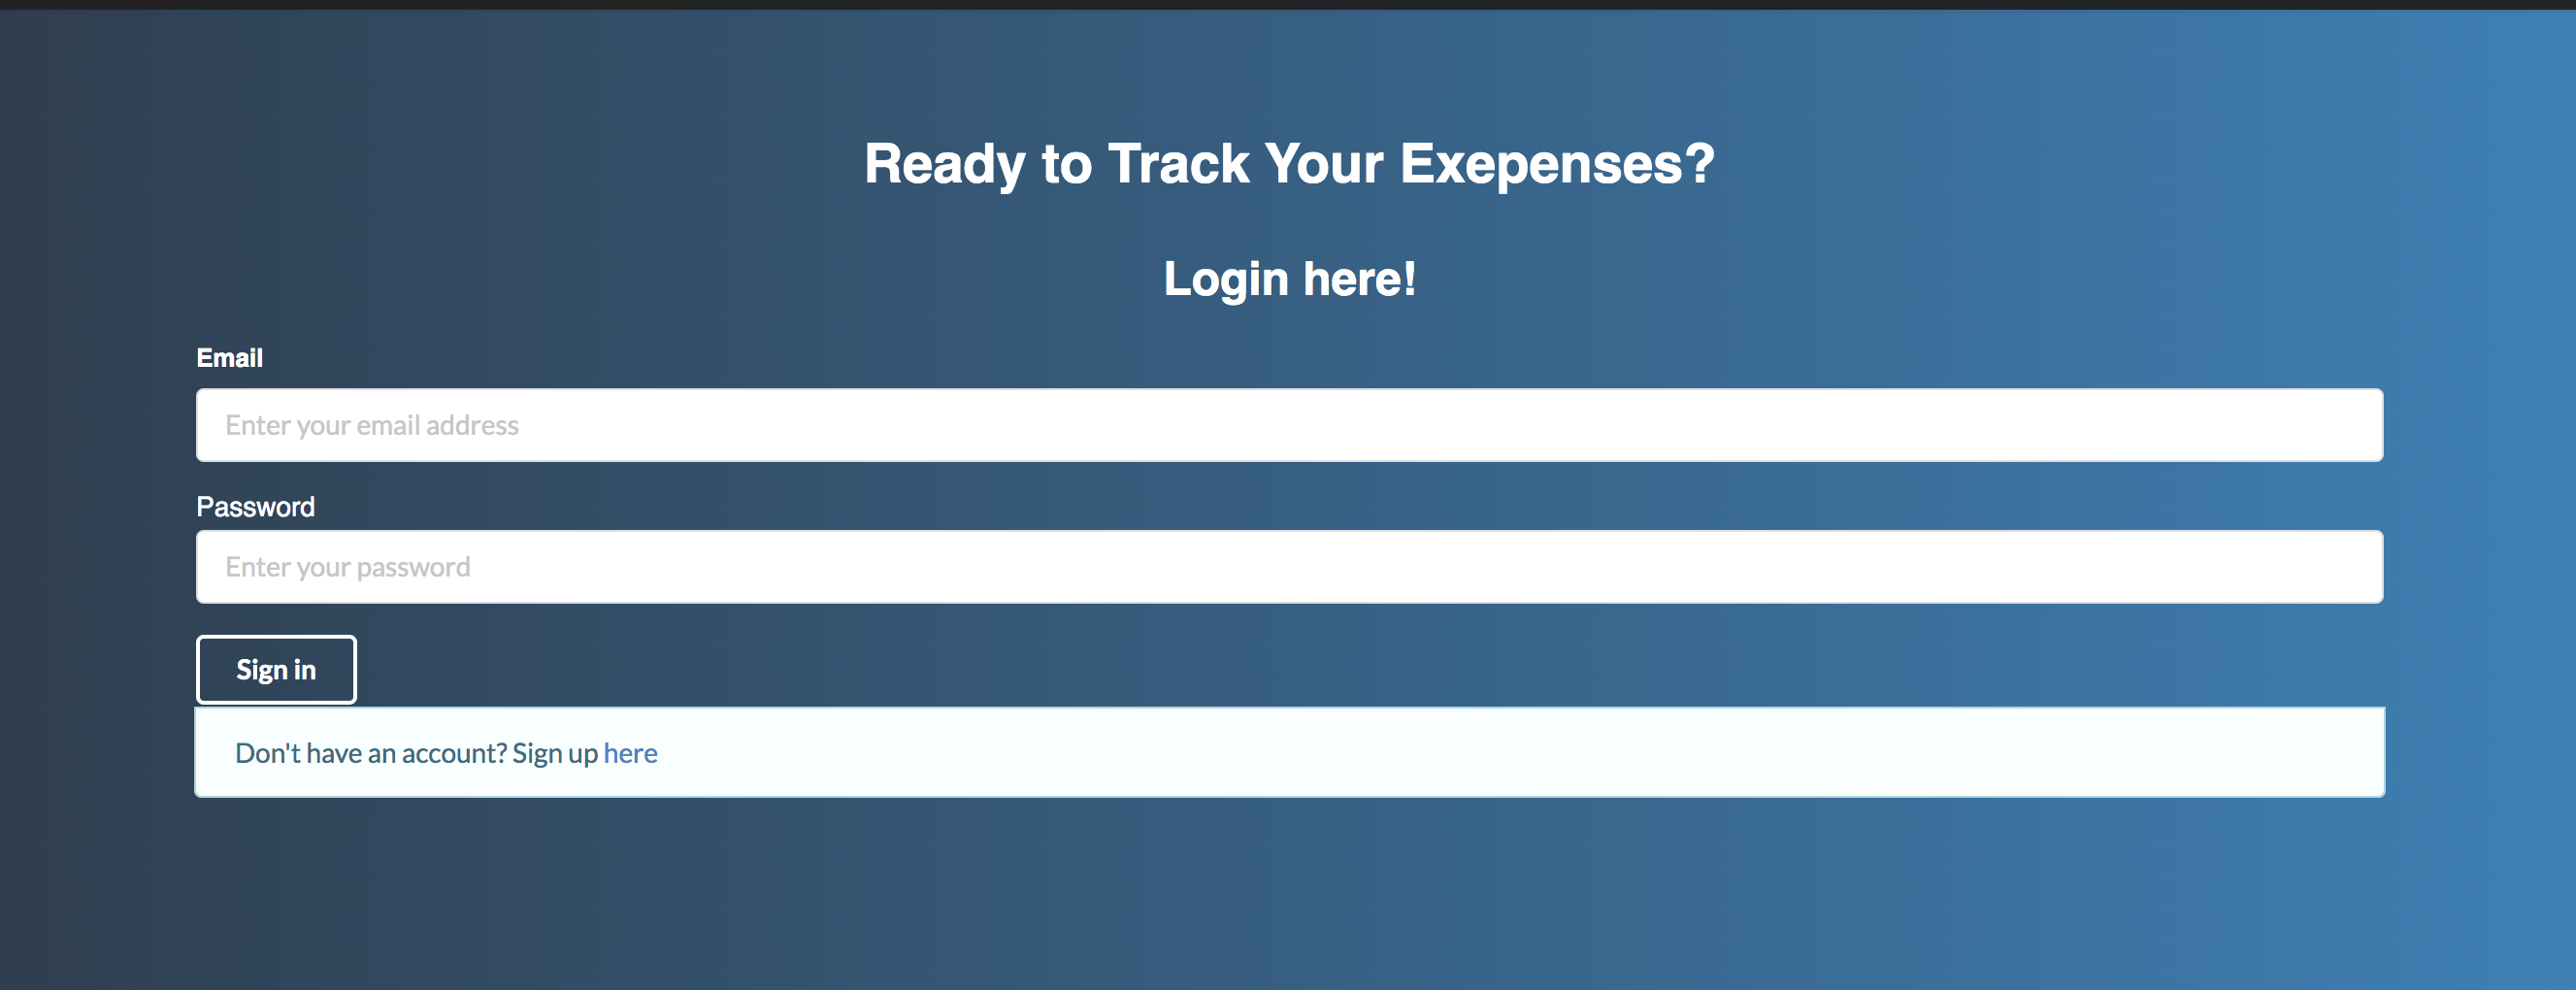 Ready to Track Your Exepenses?
Login here!
Email
Enter your email address
Password
Enter your password
Sign in
Don't have an account? Sign up here